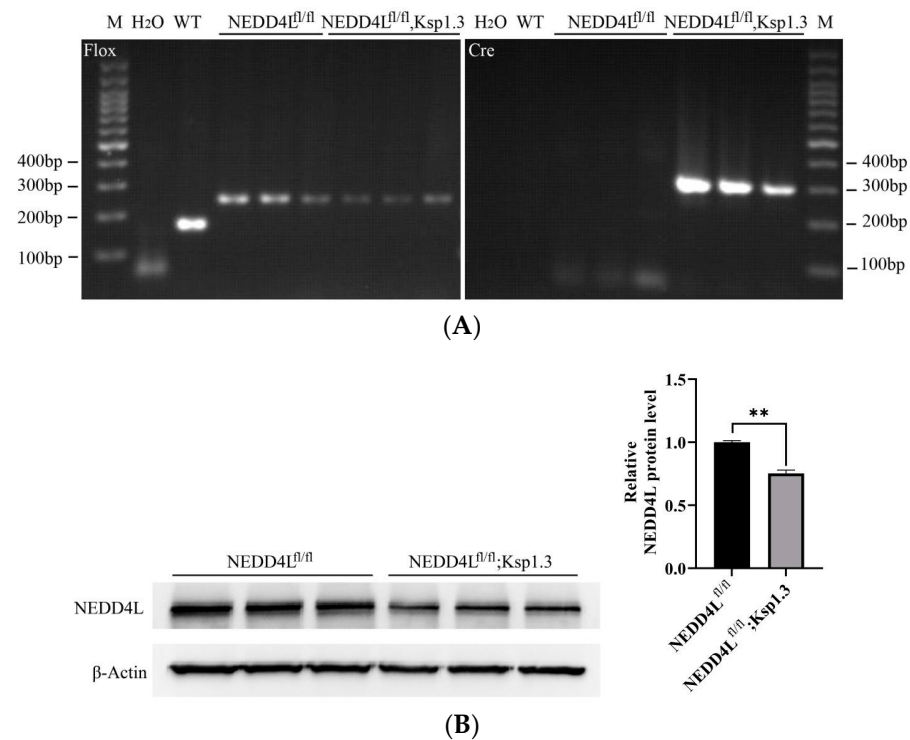 M H2O WT NEDD4Lfl/fl NEDD4Lfl/fl,Ksp1.3 H2O WT NEDD4Lfl/fl NEDD4Lfl/fl,Ksp1.3 M
Flox Cre
400bp
300bp
200bp
100bp
400bp
300bp
200bp
100bp
(A)
NEDD4Lfl/fl NEDD4Lfl/fl;Ksp1.3
NEDD4L
β-Actin
Relative
NEDD4L protein level
1.5
1.0
0.5
0.0
**
NEDD4Lfl/fl
NEDD4Lfl/fl;Ksp1.3
(B)